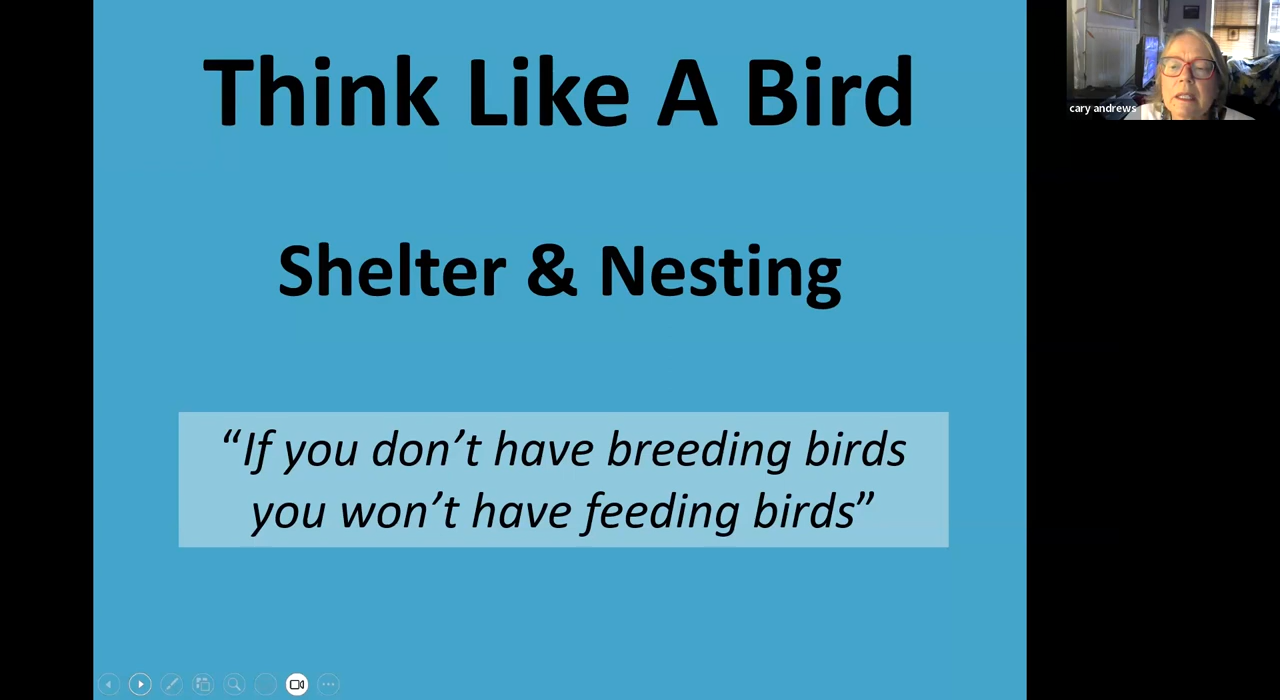 Think Like A Bird
cary andrews
Shelter & Nesting
“If you don’t have breeding birds
you won’t have feeding birds”